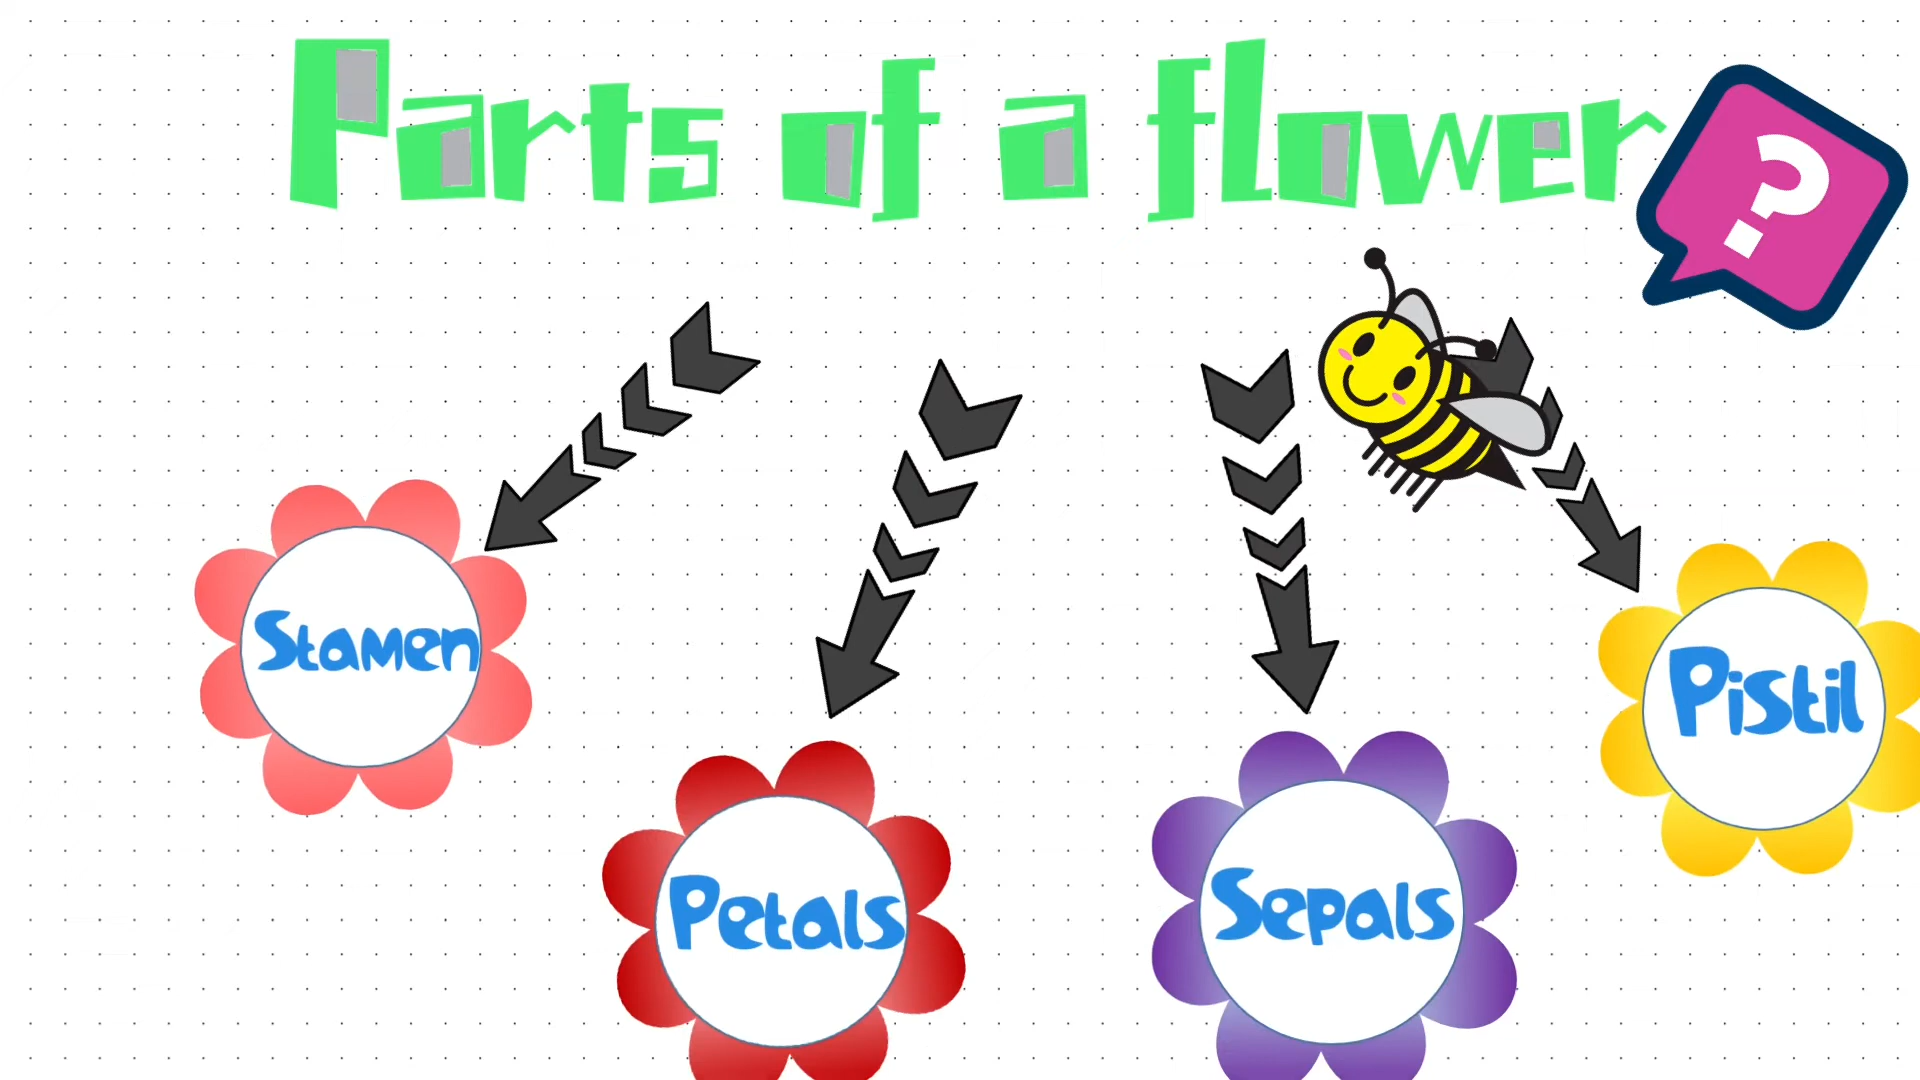 Parts of a flower
?
Stamen
Pistil
Petals
Sepals